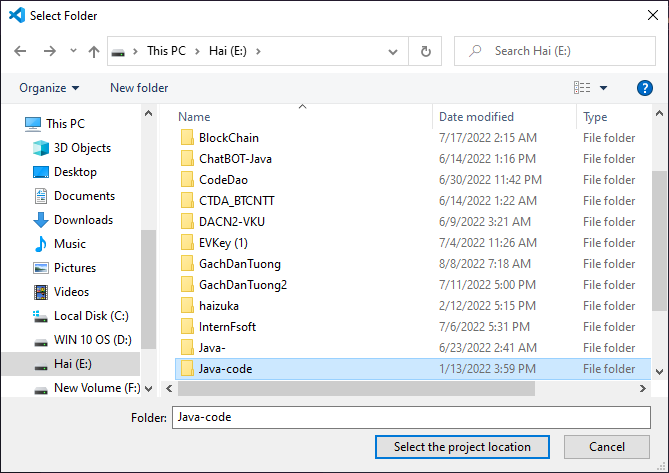 Select Folder
This PC > Hai (E:) >
Search Hai (E:)
Organize
New folder
?
Name Date modified Type
This PC
3D Objects
Desktop
Documents
Downloads
Music
Pictures
Videos
Local Disk (C:)
WIN 10 OS (D:)
Hai (E:)
New Volume (F:)
BlockChain 7/17/2022 2:15 AM File folder
ChatBOT-Java 6/14/2022 1:16 PM File folder
CodeDao 6/30/2022 11:42 PM File folder
CTDA_BTCNTT 6/14/2022 1:22 AM File folder
DACN2-VKU 6/9/2022 3:21 AM File folder
EVKey (1) 7/4/2022 11:26 AM File folder
GachDanTuong 8/8/2022 7:18 AM File folder
GachDanTuong2 7/11/2022 5:00 PM File folder
haizuka 2/12/2022 5:15 PM File folder
InternFsoft 7/6/2022 5:31 PM File folder
Java- 6/23/2022 2:41 AM File folder
Java-code 1/13/2022 3:59 PM File folder
Folder: Java-code
Select the project location
Cancel